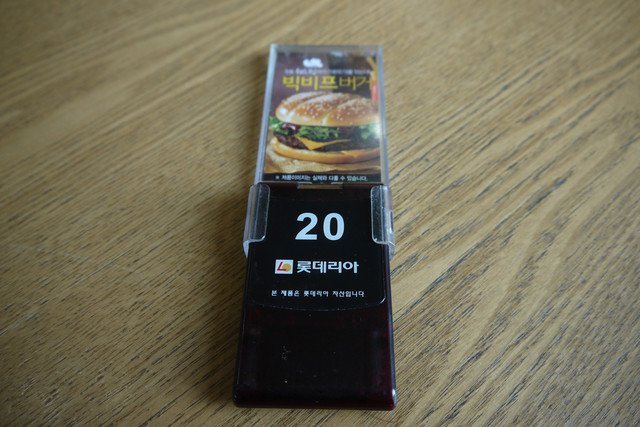 빅비프버거
※ 제품이미지는 실제와 다를 수 있습니다.
20
롯데리아
본 제품은 롯데리아 자산입니다